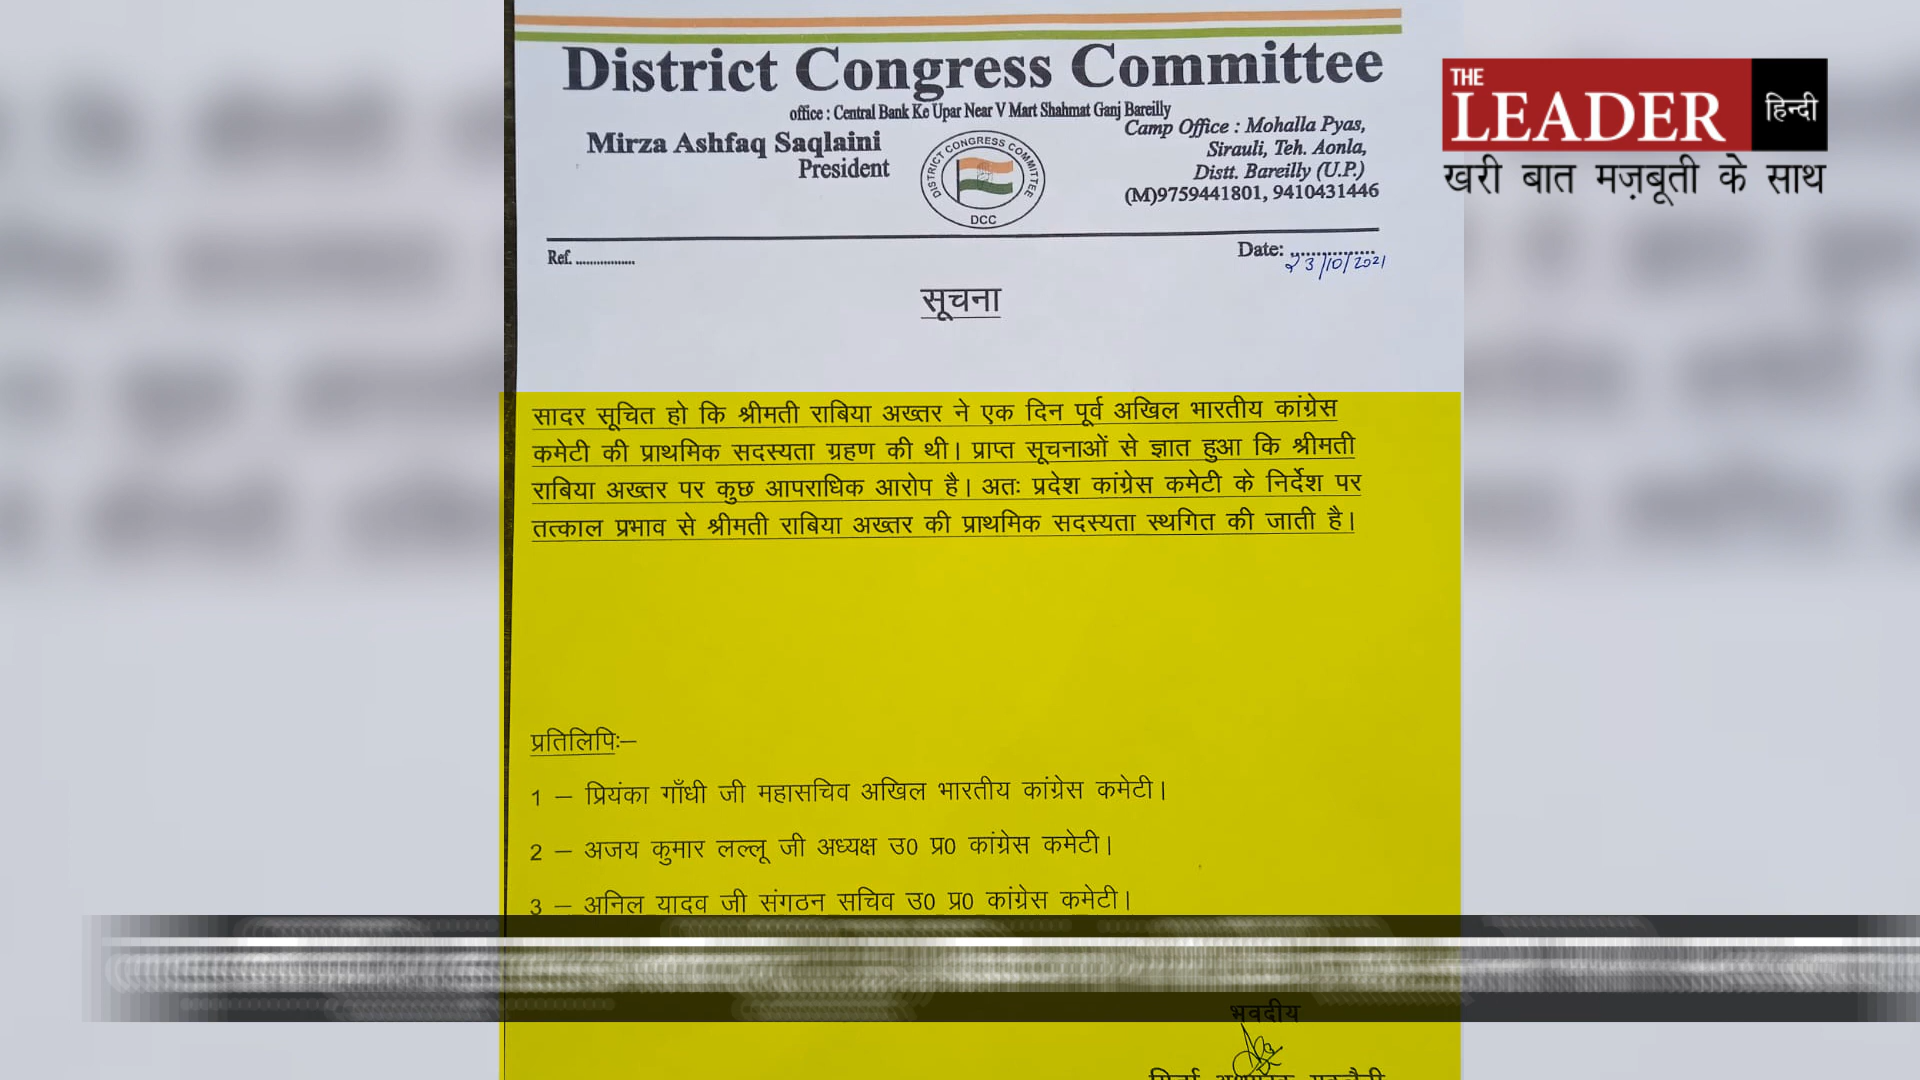 District Congress Committee
office : Central Bank Ke Upar Near V Mart Shahmat Ganj Bareilly
Mirza Ashfaq Saqlaini
President
DISTRICT CONGRESS COMMITTEE
DCC
Camp Office : Mohalla Pyas,
Sirauli, Teh. Aonla,
Distt. Bareilly (U.P.)
(M)9759441801, 9410431446
THE
LEADER हिन्दी
खरी बात मज़बूती के साथ
Ref. ................
Date: ................
२३/10/2021
सूचना
सादर सूचित हो कि श्रीमती राबिया अख्तर ने एक दिन पूर्व अखिल भारतीय कांग्रेस
कमेटी की प्राथमिक सदस्यता ग्रहण की थी। प्राप्त सूचनाओं से ज्ञात हुआ कि श्रीमती
राबिया अख्तर पर कुछ आपराधिक आरोप है। अतः प्रदेश कांग्रेस कमेटी के निर्देश पर
तत्काल प्रभाव से श्रीमती राबिया अख्तर की प्राथमिक सदस्यता स्थगित की जाती है।
प्रतिलिपिः–
1 – प्रियंका गाँधी जी महासचिव अखिल भारतीय कांग्रेस कमेटी।
2 – अजय कुमार लल्लू जी अध्यक्ष उ0 प्र0 कांग्रेस कमेटी।
3 – अनिल यादव जी संगठन सचिव उ0 प्र0 कांग्रेस कमेटी।
भवदीय